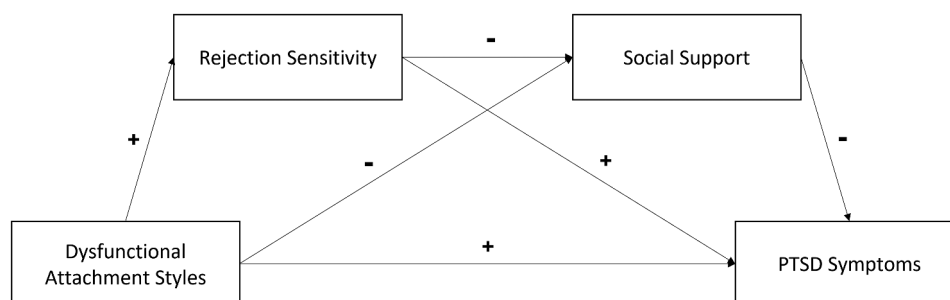 -
Rejection Sensitivity
Social Support
+
-
-
+
Dysfunctional
Attachment Styles
+
PTSD Symptoms